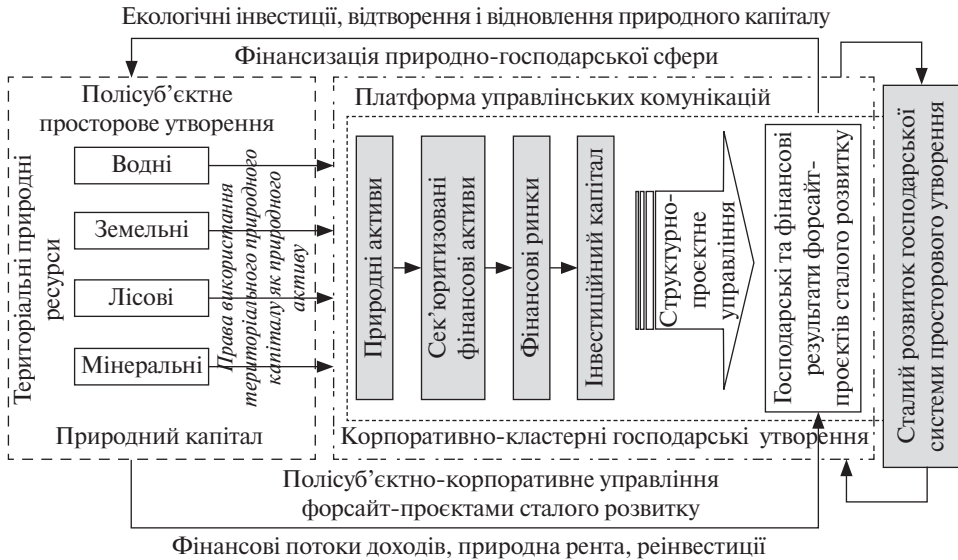 Екологічні інвестиції, відтворення і відновлення природного капіталу
Фінансизація природно-господарської сфери
Полісуб’єктне
просторове утворення
Територіальні природні
ресурси
Водні
Земельні
Лісові
Мінеральні
Права використання
територіального природного
капіталу як природного
активу
Природний капітал
Платформа управлінських комунікацій
Природні активи
Сек’юритизовані
фінансові активи
Фінансові ринки
Інвестиційний капітал
Структурно-
проєктне
управління
Господарські та фінансові
результати форсайт-
проєктів сталого розвитку
Корпоративно-кластерні господарські утворення
Сталий розвиток господарської
системи просторового утворення
Полісуб’єктно-корпоративне управління
форсайт-проєктами сталого розвитку
Фінансові потоки доходів, природна рента, реінвестиції